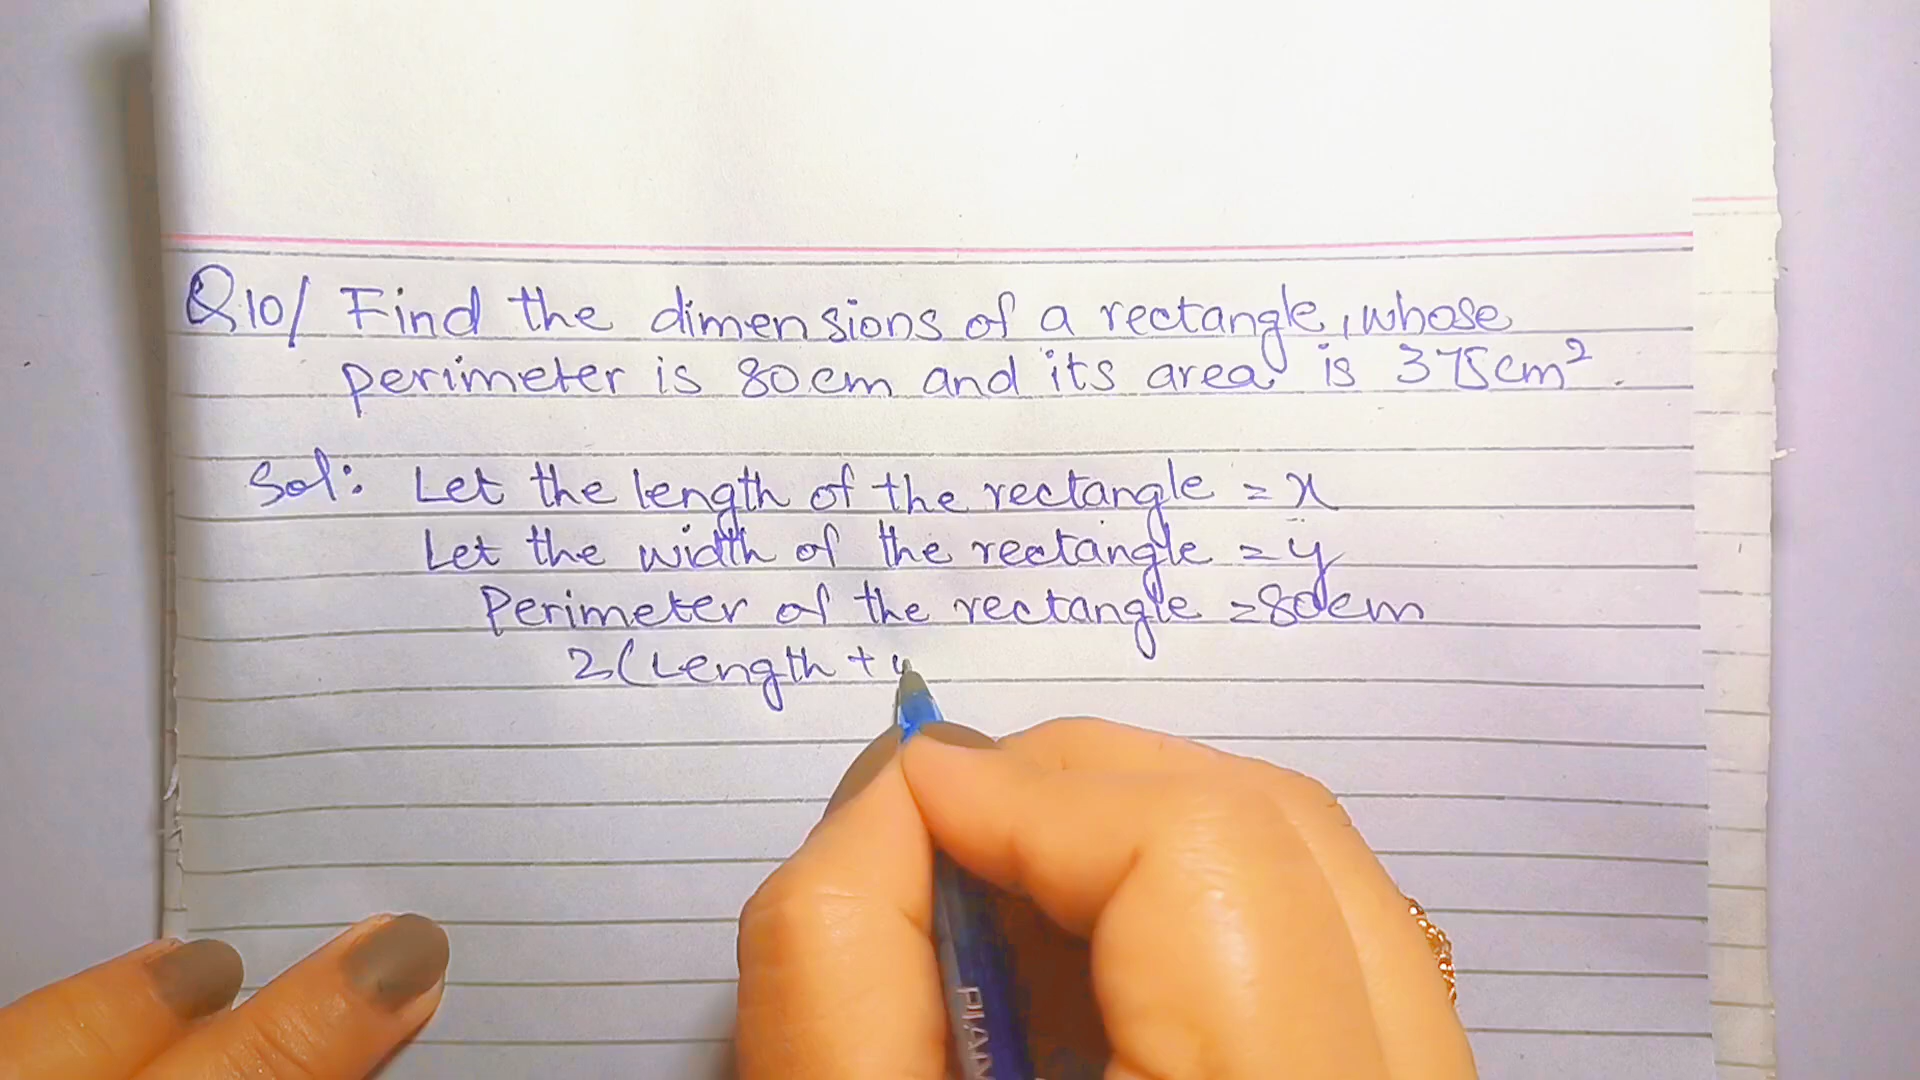 Q10/ Find the dimensions of a rectangle, whose
perimeter is 80cm and its area is 375cm².
Sol: Let the length of the rectangle = x
Let the width of the rectangle = y
Perimeter of the rectangle = 80cm
2(Length +